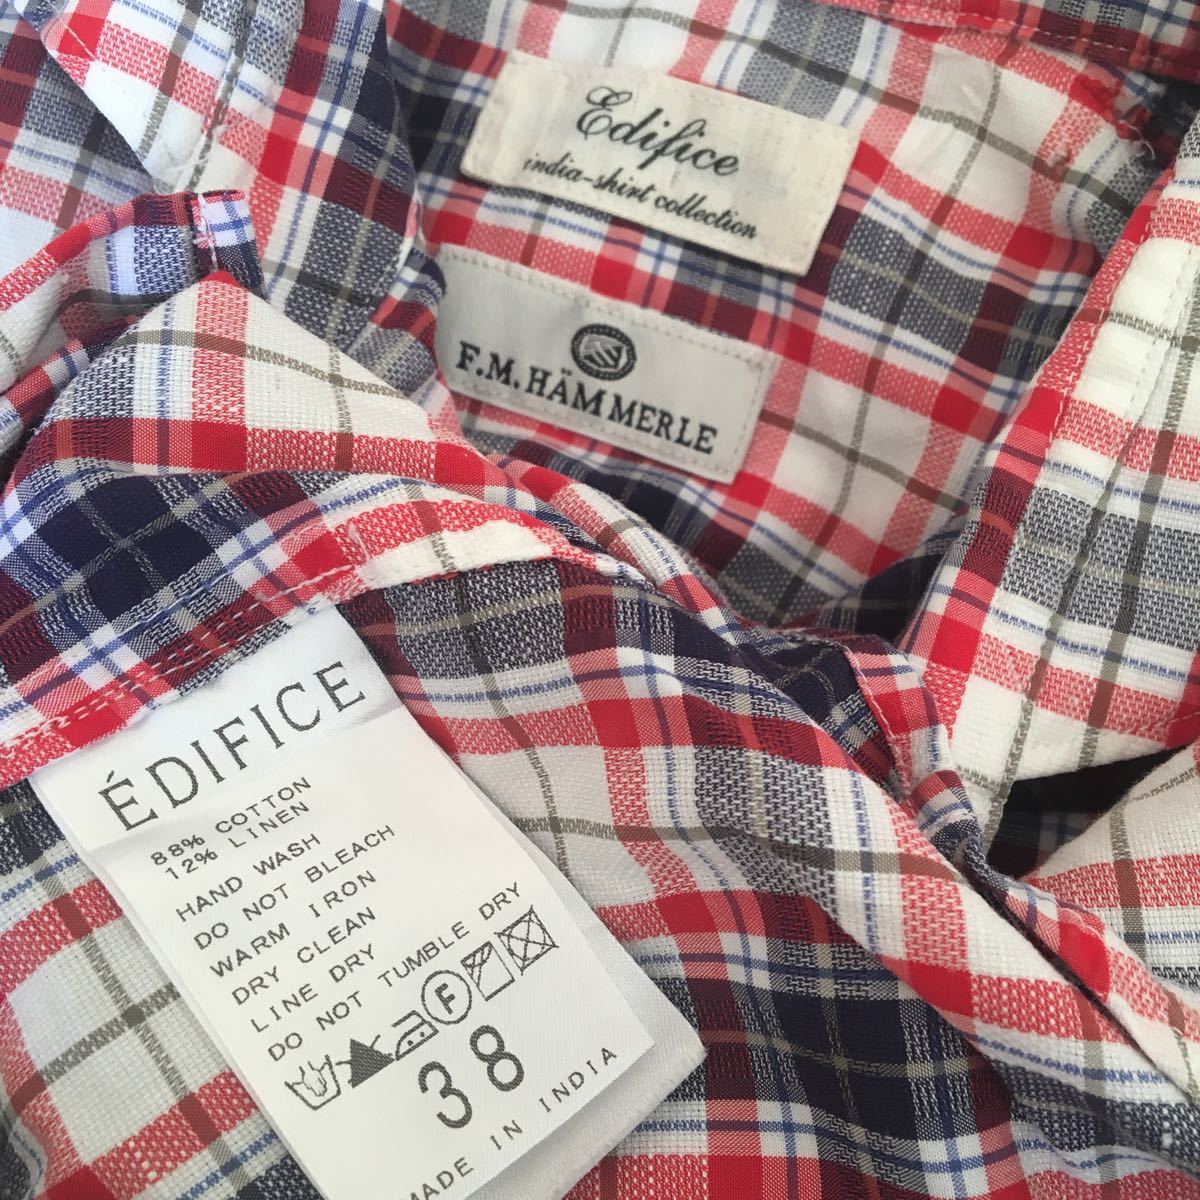 Edifice
india-shirt collection
F.M.HÄMMERLE
ÉDIFICE
88% COTTON
12% LINEN
HAND WASH
DO NOT BLEACH
WARM IRON
DRY CLEAN
LINE DRY
DO NOT TUMBLE DRY
F
38
MADE IN INDIA